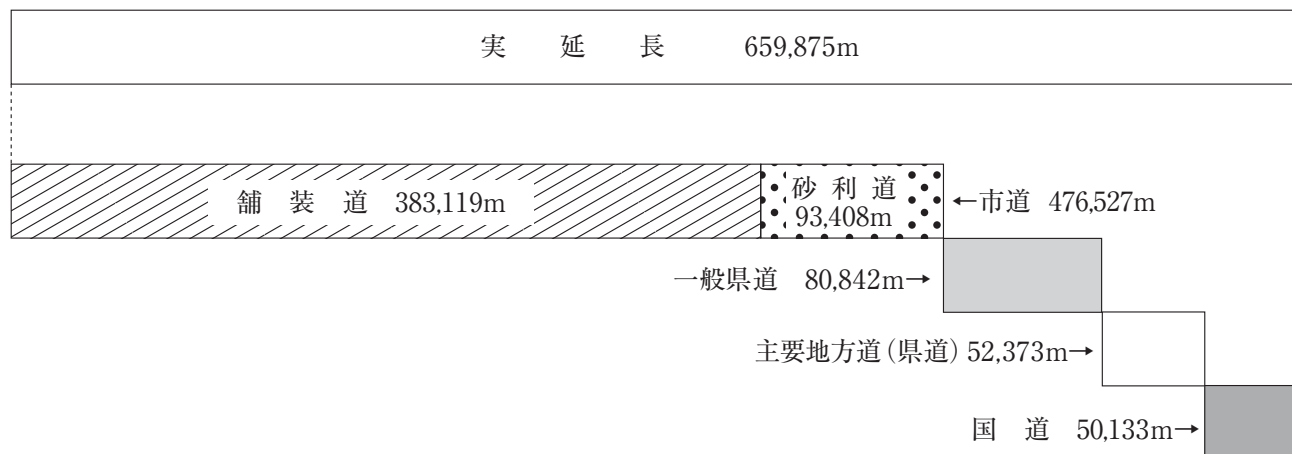 実延長 659,875m
舗装道 383,119m
砂利道
93,408m
←市道 476,527m
一般県道 80,842m→
主要地方道(県道)52,373m→
国道 50,133m→